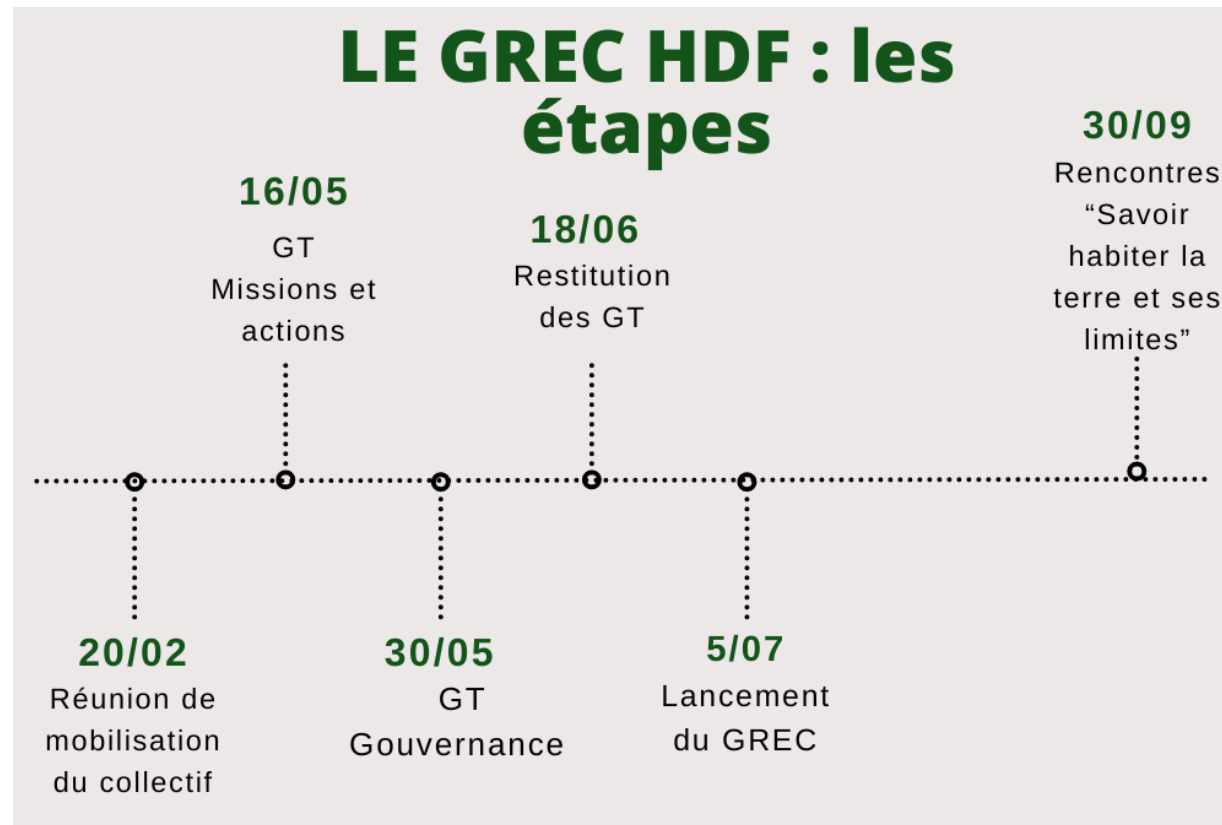 LE GREC HDF : les
étapes
20/02
Réunion de
mobilisation
du collectif
16/05
GT
Missions et
actions
30/05
GT
Gouvernance
18/06
Restitution
des GT
5/07
Lancement
du GREC
30/09
Rencontres
“Savoir
habiter la
terre et ses
limites”